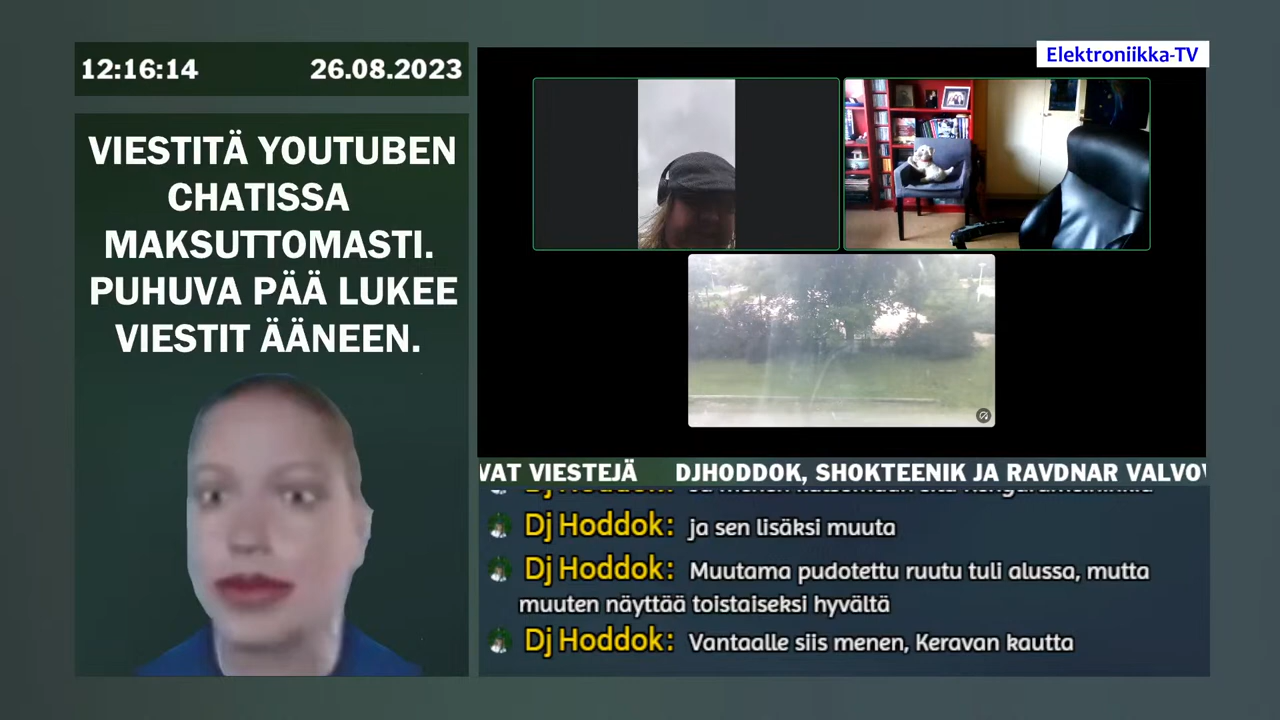 12:16:14 26.08.2023
VIESTITÄ YOUTUBEN
CHATISSA
MAKSUTTOMASTI.
PUHUVA PÄÄ LUKEE
VIESTIT ÄÄNEEN.
Elektroniikka-TV
VAT VIESTEJÄ DJHODDOK, SHOKTEENIK JA RAVDNAR VALVOV
Dj Hoddok: ja sen lisäksi muuta
Dj Hoddok: Muutama pudotettu ruutu tuli alussa, mutta
muuten näyttää toistaiseksi hyvältä
Dj Hoddok: Vantaalle siis menen, Keravan kautta